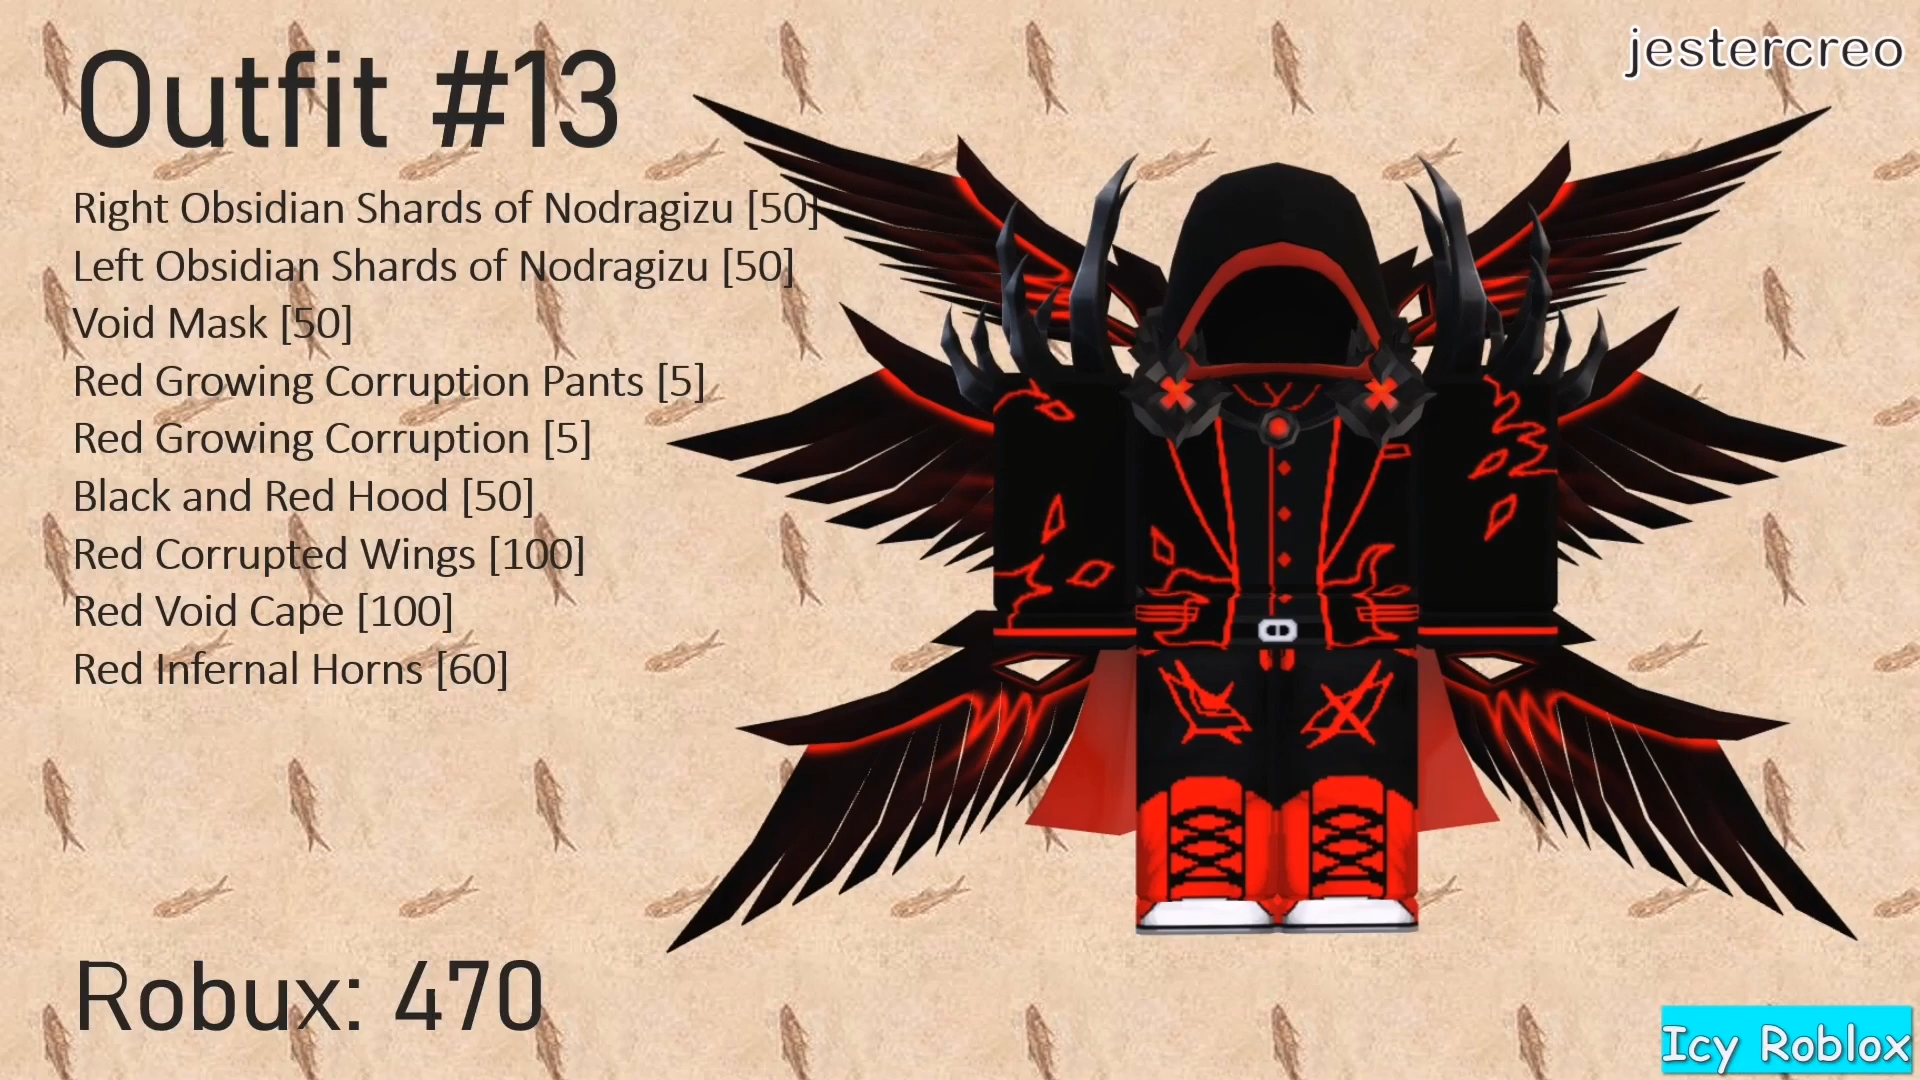 Outfit #13
jestercreo
Right Obsidian Shards of Nodragizu [50]
Left Obsidian Shards of Nodragizu [50]
Void Mask [50]
Red Growing Corruption Pants [5]
Red Growing Corruption [5]
Black and Red Hood [50]
Red Corrupted Wings [100]
Red Void Cape [100]
Red Infernal Horns [60]
Robux: 470
Icy Roblox